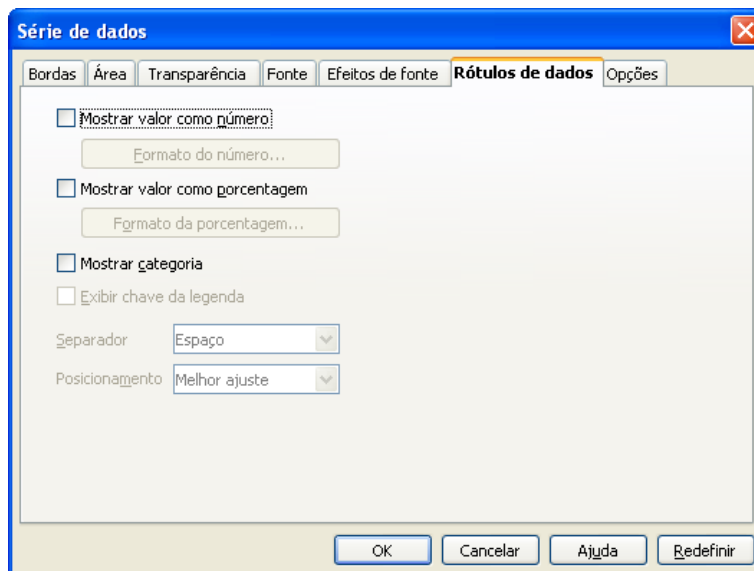 Série de dados
Bordas Área Transparência Fonte Efeitos de fonte Rótulos de dados Opções
Mostrar valor como número
Formato do número...
Mostrar valor como porcentagem
Formato da porcentagem...
Mostrar categoria
Exibir chave da legenda
Separador Espaço
Posicionamento Melhor ajuste
OK Cancelar Ajuda Redefinir